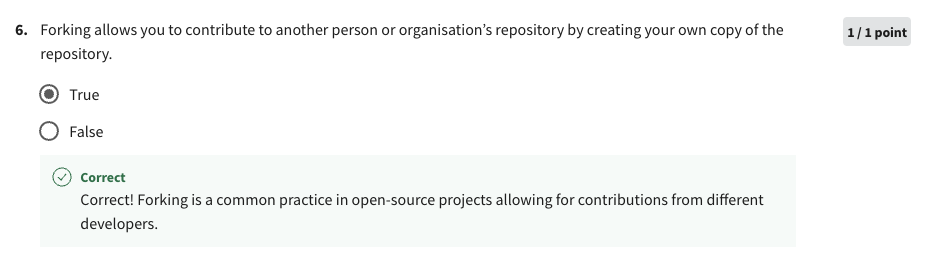 6. Forking allows you to contribute to another person or organisation's repository by creating your own copy of the
repository.
1 / 1 point
True
False
Correct
Correct! Forking is a common practice in open-source projects allowing for contributions from different
developers.